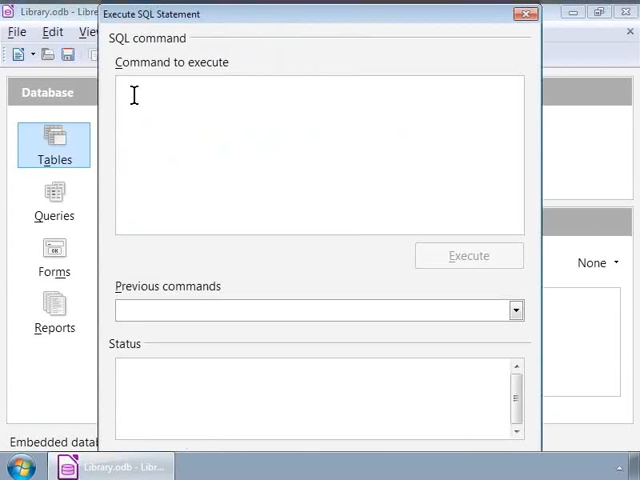 Library.odb - Libre
Execute SQL Statement
File Edit Vie
SQL command
Command to execute
Database
Tables
Queries
Forms
Reports
Execute
None
Previous commands
Status
Embedded datab
Library.odb - Libr...